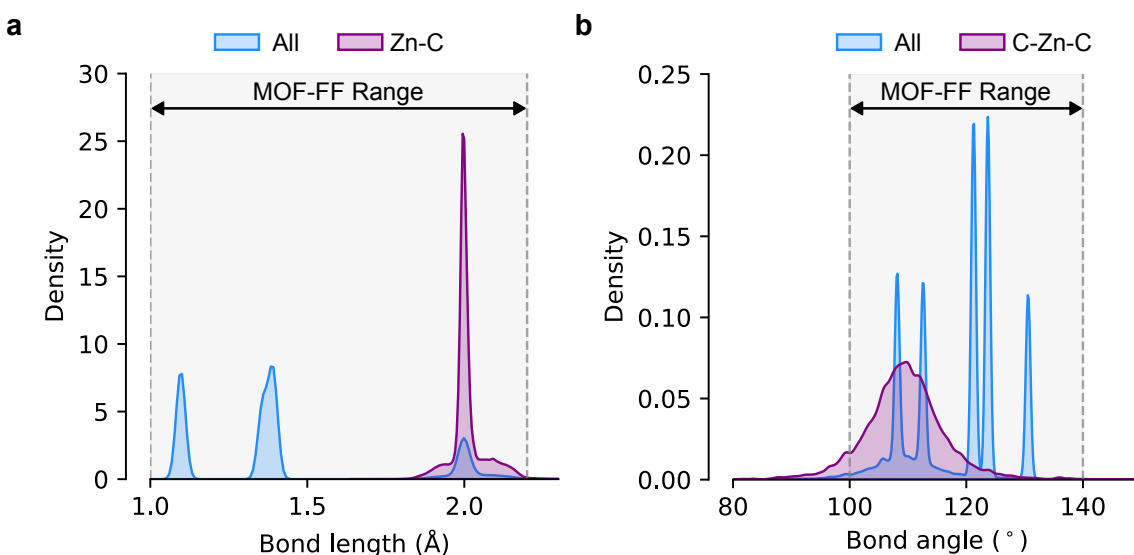 a
All
Zn-C
MOF-FF Range
30
25
20
15
10
5
0
Density
1.0
1.5
2.0
Bond length (Å)
b
All
C-Zn-C
MOF-FF Range
0.25
0.20
0.15
0.10
0.05
0.00
Density
80
100
120
140
Bond angle (°)